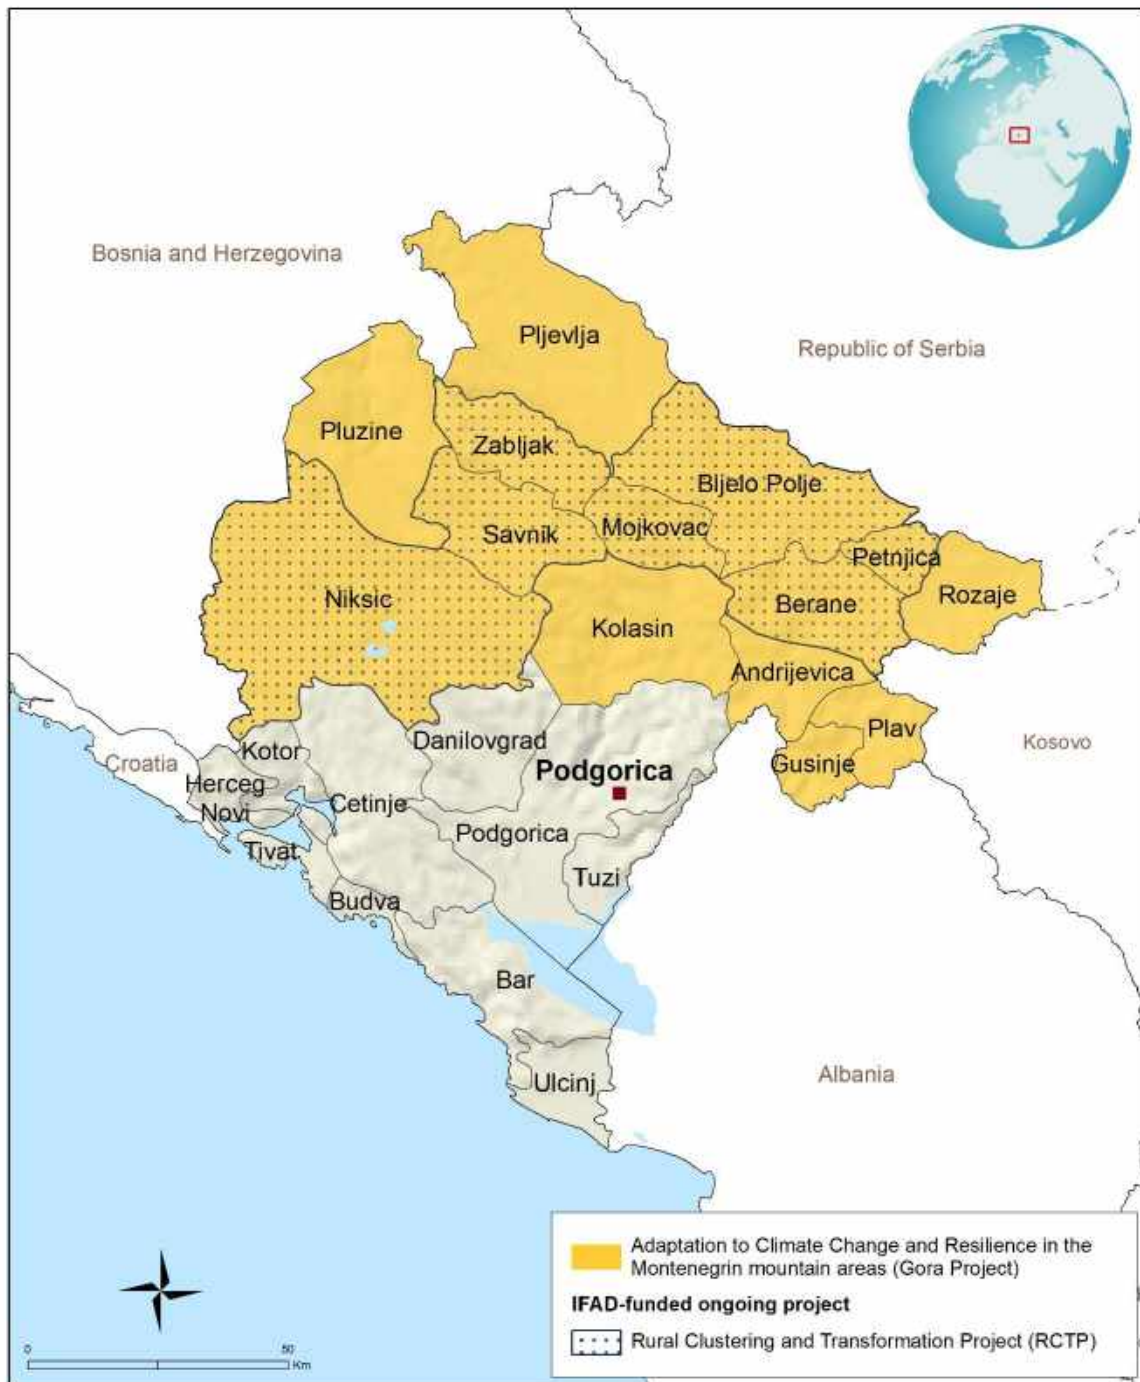 Bosnia and Herzegovina
Pljevlja
Republic of Serbia
Pluzine
Zabljak
Bijelo Polje
Savnik
Mojkovac
Petnjica
Niksic
Berane
Rozaje
Kolasin
Andrijevica
Plav
Kosovo
Gusinje
Danilovgrad
Kotor
Croatia
Podgorica
Herceg
Novi
Cetinje
Podgorica
Tivat
Tuzi
Budva
Bar
Albania
Ulcinj
Adaptation to Climate Change and Resilience in the
Montenegrin mountain areas (Gora Project)
IFAD-funded ongoing project
Rural Clustering and Transformation Project (RCTP)
0 50
Km